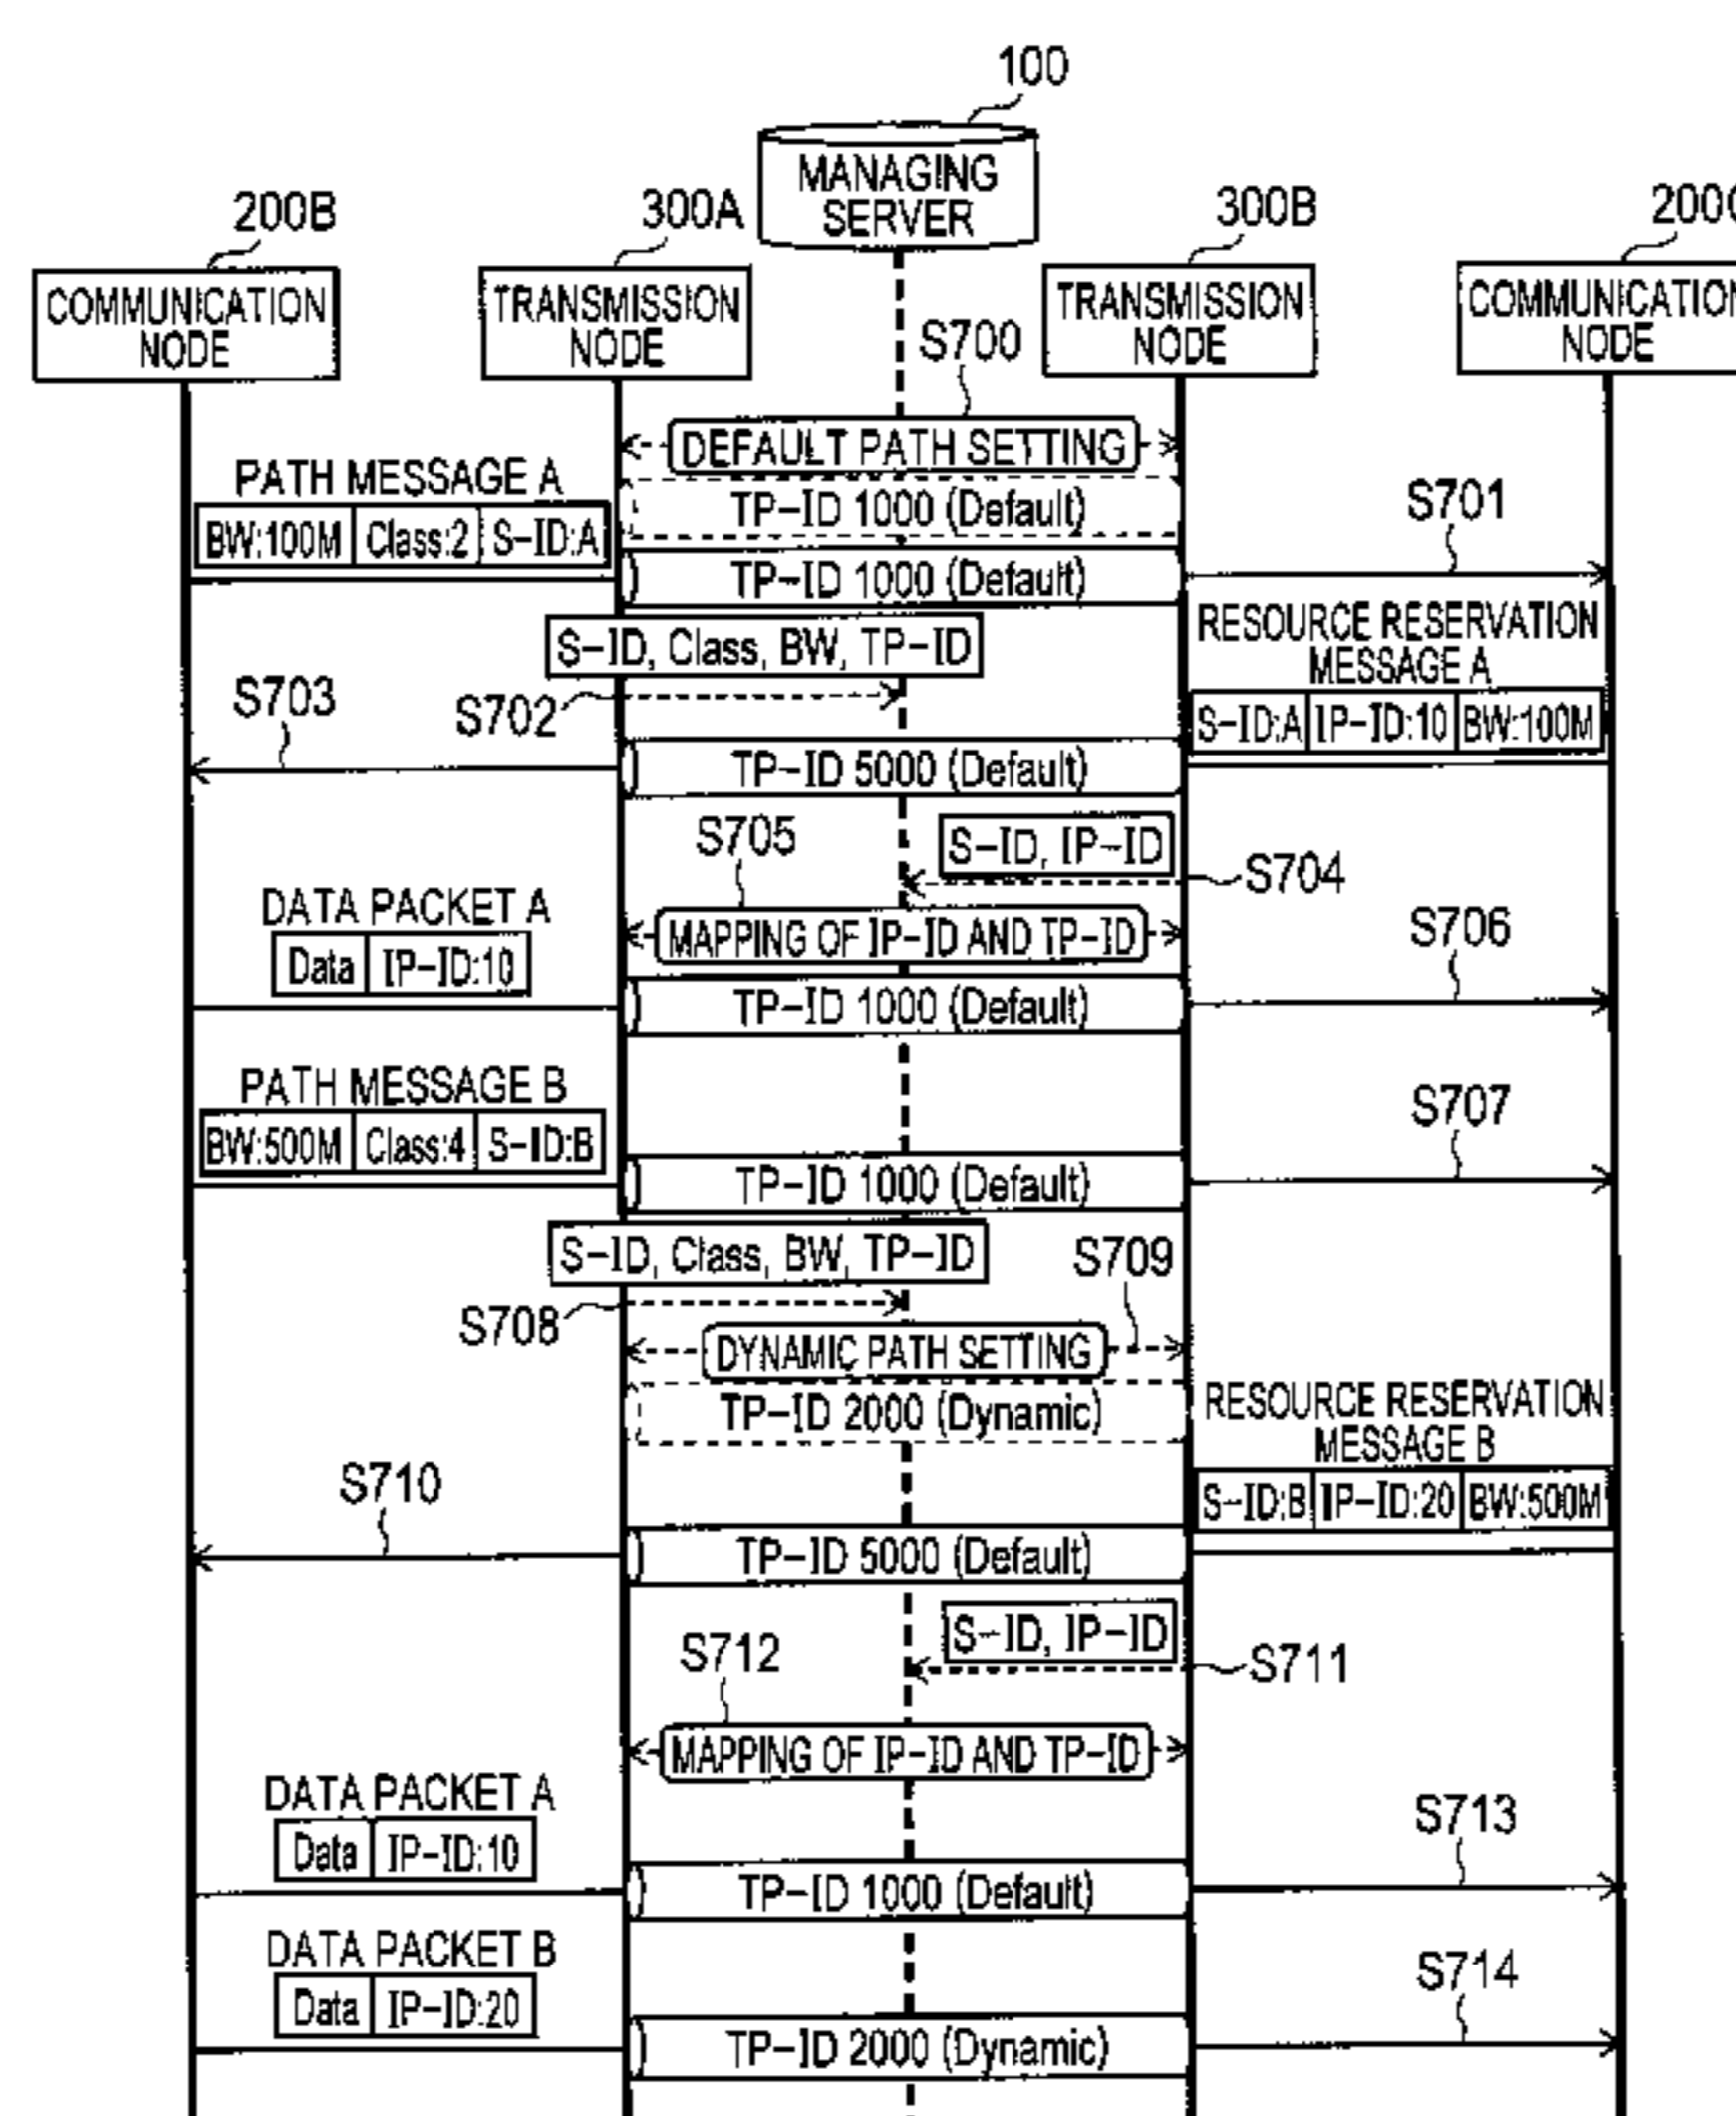 100
MANAGING
SERVER
200B
300A
300B
COMMUNICATION
NODE
TRANSMISSION
NODE
TRANSMISSION
NODE
NODE
S700
DEFAULT PATH SETTING
PATH MESSAGE A
TP-ID 1000 (Default)
S701
BW:100M Class:2 S-ID:A
TP-ID 1000 (Default)
RESOURCE RESERVATION
MESSAGE A
S-ID, Class, BW, TP-ID
S703
S702
S-ID:A IP-ID:10 BW:100M
TP-ID 5000 (Default)
S705
S-ID, IP-ID
S704
DATA PACKET A
MAPPING OF IP-ID AND TP-ID
S706
Data IP-ID:10
TP-ID 1000 (Default)
PATH MESSAGE B
S707
BW:500M Class:4 S-ID:B
TP-ID 1000 (Default)
S-ID, Class, BW, TP-ID
S709
S708
DYNAMIC PATH SETTING
TP-ID 2000 (Dynamic)
RESOURCE RESERVATION
MESSAGE B
S710
S-ID:B IP-ID:20 BW:500M
TP-ID 5000 (Default)
S-ID, IP-ID
S712
S711
MAPPING OF IP-ID AND TP-ID
DATA PACKET A
S713
Data IP-ID:10
TP-ID 1000 (Default)
DATA PACKET B
S714
Data IP-ID:20
TP-ID 2000 (Dynamic)